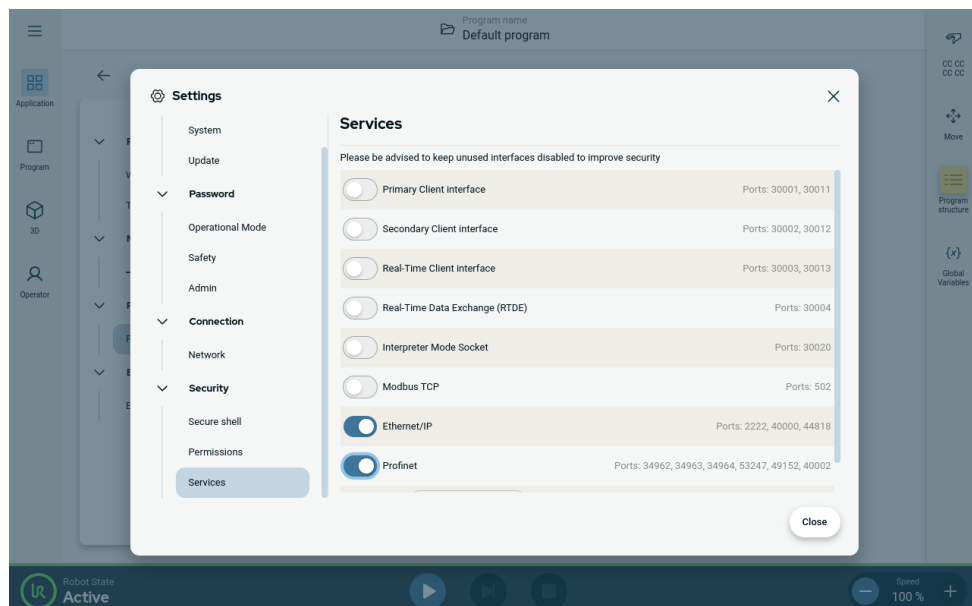 Program name
Default program
Application
Program
3D
Operator
Settings
System
Update
Password
Operational Mode
Safety
Admin
Connection
Network
Security
Secure shell
Permissions
Services
Services
Please be advised to keep unused interfaces disabled to improve security
Primary Client interface Ports: 30001, 30011
Secondary Client interface Ports: 30002, 30012
Real-Time Client interface Ports: 30003, 30013
Real-Time Data Exchange (RTDE) Ports: 30004
Interpreter Mode Socket Ports: 30020
Modbus TCP Ports: 502
Ethernet/IP Ports: 2222, 40000, 44818
Profinet Ports: 34962, 34963, 34964, 53247, 49152, 40002
Close
CC CC
CC CC
Move
Program
structure
{x}
Global
Variables
Robot State
Active
Speed
100 %